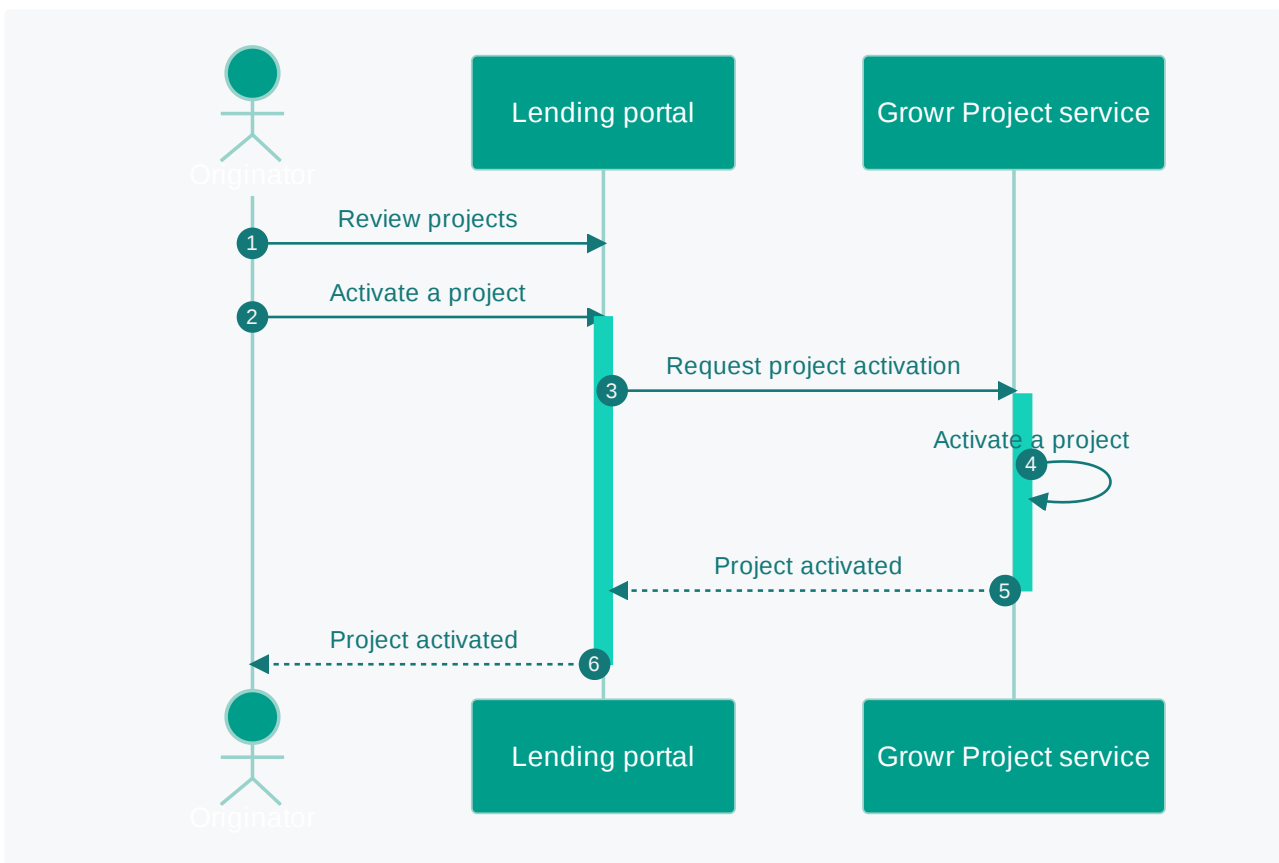 Originator
Lending portal
Growr Project service
Review projects
1
Activate a project
2
Request project activation
3
Activate a project
4
Project activated
5
Project activated
6
Originator
Lending portal
Growr Project service